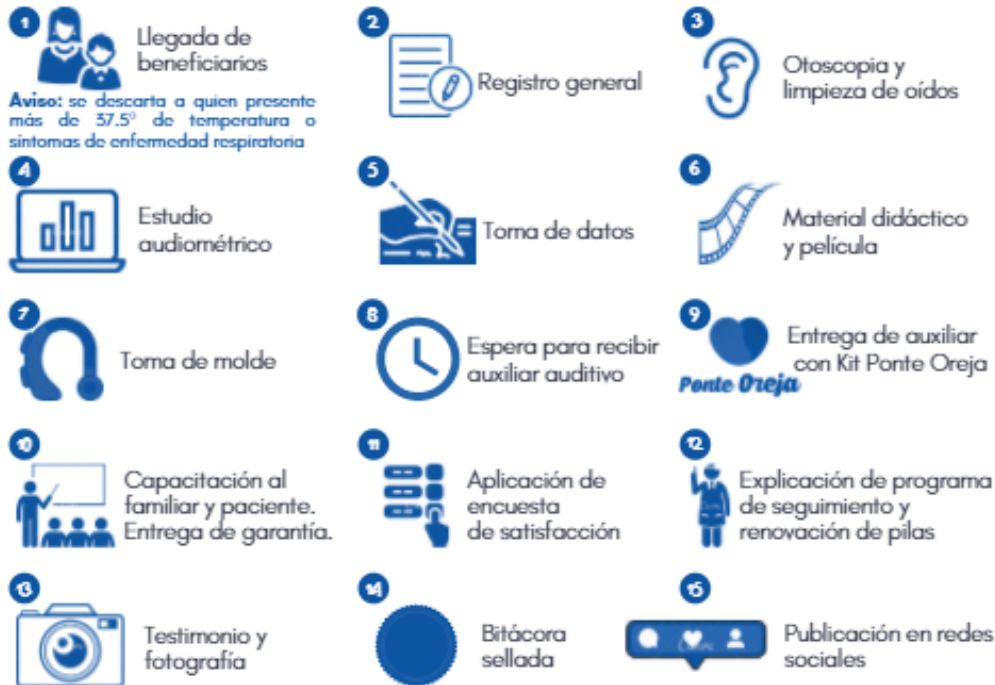 1
Llegada de
beneficiarios
Aviso: se descarta a quien presente
más de 37.5° de temperatura o
síntomas de enfermedad respiratoria
2
Registro general
3
Otoscopia y
limpieza de oídos
4
Estudio
audiométrico
5
Toma de datos
6
Material didáctico
y película
7
Toma de molde
8
Espera para recibir
auxiliar auditivo
9
Ponte Oreja
Entrega de auxiliar
con Kit Ponte Oreja
10
Capacitación al
familiar y paciente.
Entrega de garantía.
11
Aplicación de
encuesta
de satisfacción
12
Explicación de programa
de seguimiento y
renovación de pilas
13
Testimonio y
fotografía
14
Bitácora
sellada
15
Publicación en redes
sociales